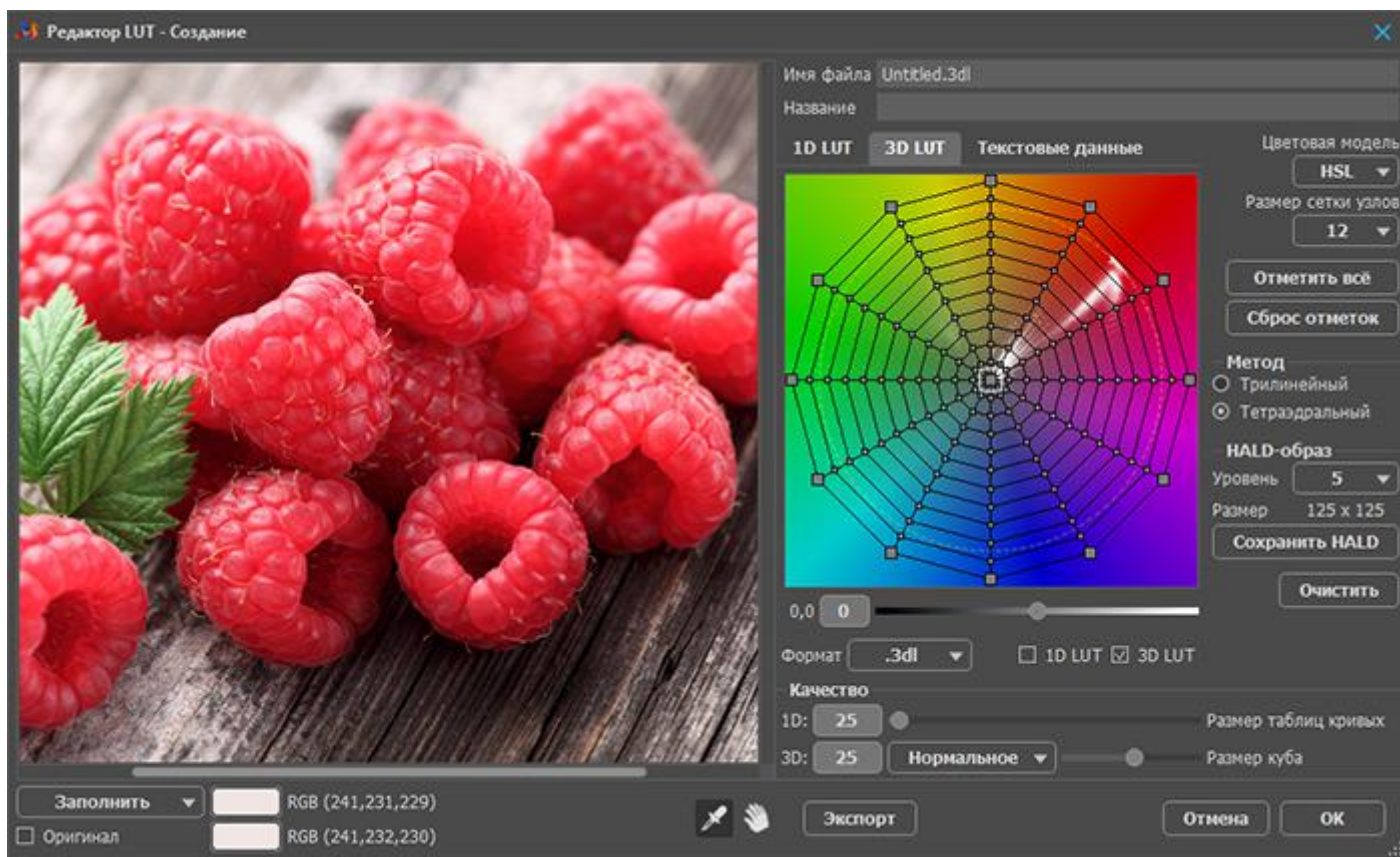 Редактор LUT - Создание
Имя файла Untitled.3dl
Название
1D LUT 3D LUT Текстовые данные
Цветовая модель
HSL
Размер сетки узлов
12
Отметить всё
Сброс отметок
Метод
Трилинейный
Тетраэдральный
HALD-образ
Уровень 5
Размер 125 x 125
Сохранить HALD
Очистить
0,0 0
Формат .3dl 1D LUT 3D LUT
Качество
1D: 25 Размер таблиц кривых
3D: 25 Нормальное Размер куба
Заполнить RGB (241,231,229)
Оригинал RGB (241,232,230)
Экспорт Отмена OK